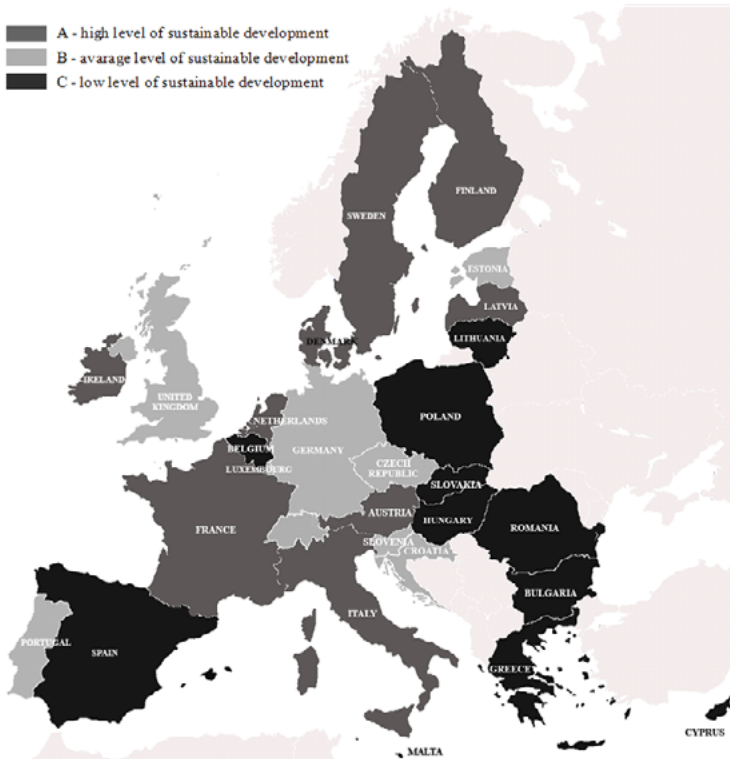 A - high level of sustainable development
B - avarage level of sustainable development
C - low level of sustainable development
FINLAND
SWEDEN
ESTONIA
LATVIA
DENMARK
LITHUANIA
IRELAND
UNITED
KINGDOM
NETHERLANDS
POLAND
BELGIUM
GERMANY
LUXEMBOURG
CZECH
REPUBLIC
SLOVAKIA
AUSTRIA
HUNGARY
FRANCE
ROMANIA
SLOVENIA
CROATIA
BULGARIA
ITALY
PORTUGAL
SPAIN
GREECE
CYPRUS
MALTA